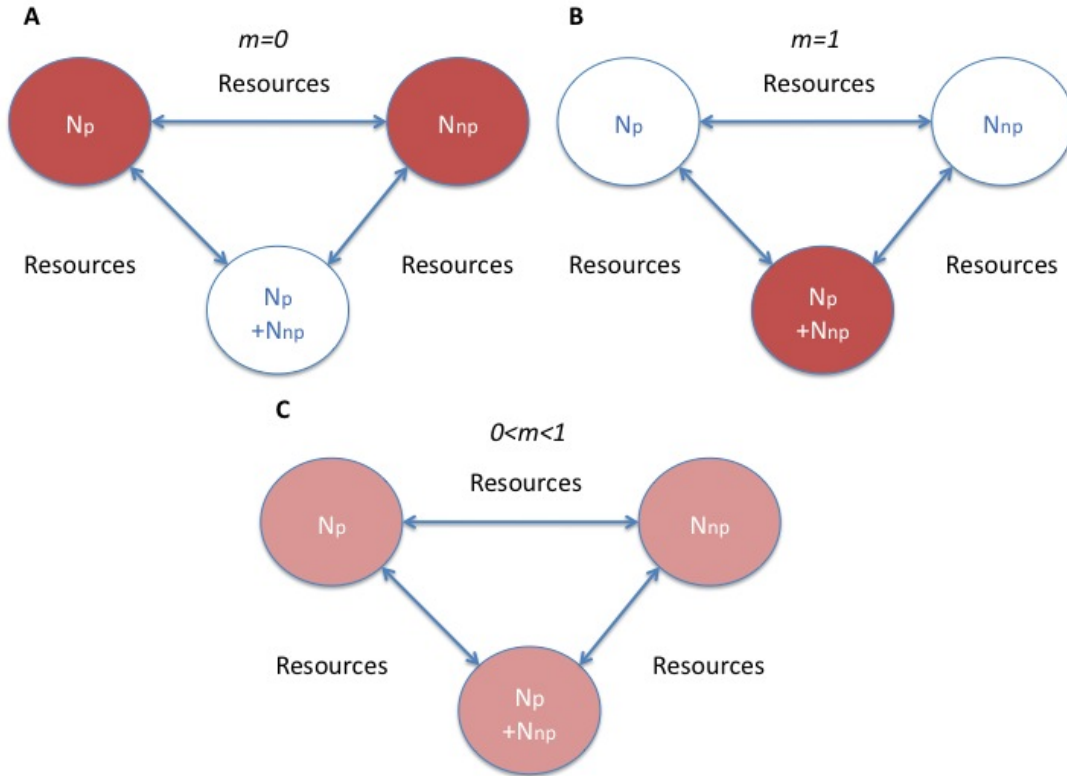 A
m=0
Resources
Np
Nnp
Resources
Resources
Np
+Nnp
B
m=1
Resources
Np
Nnp
Resources
Resources
Np
+Nnp
C
0<m<1
Resources
Np
Nnp
Resources
Resources
Np
+Nnp